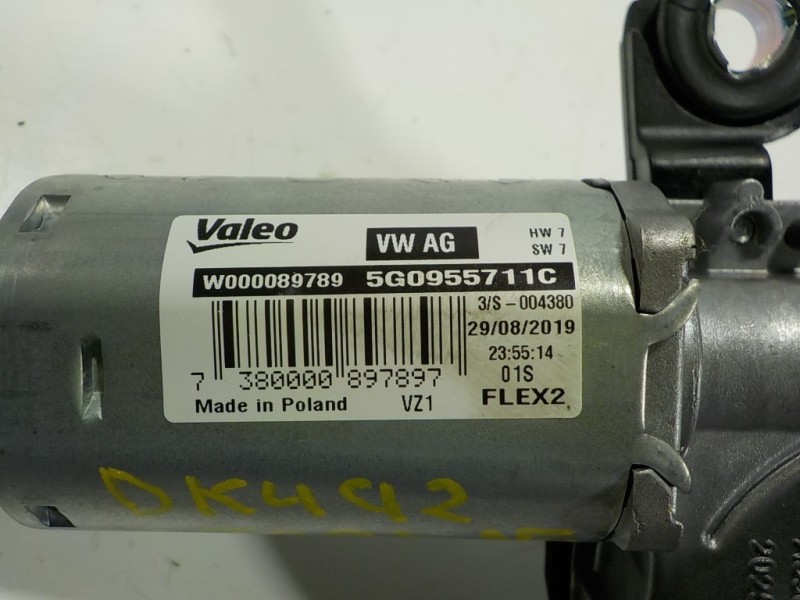 Valeo
VW AG
HW 7
SW 7
W000089789 5G0955711C
3/S-004380
29/08/2019
23:55:14
7 380000 897897
01S
Made in Poland VZ1 FLEX2
DK492